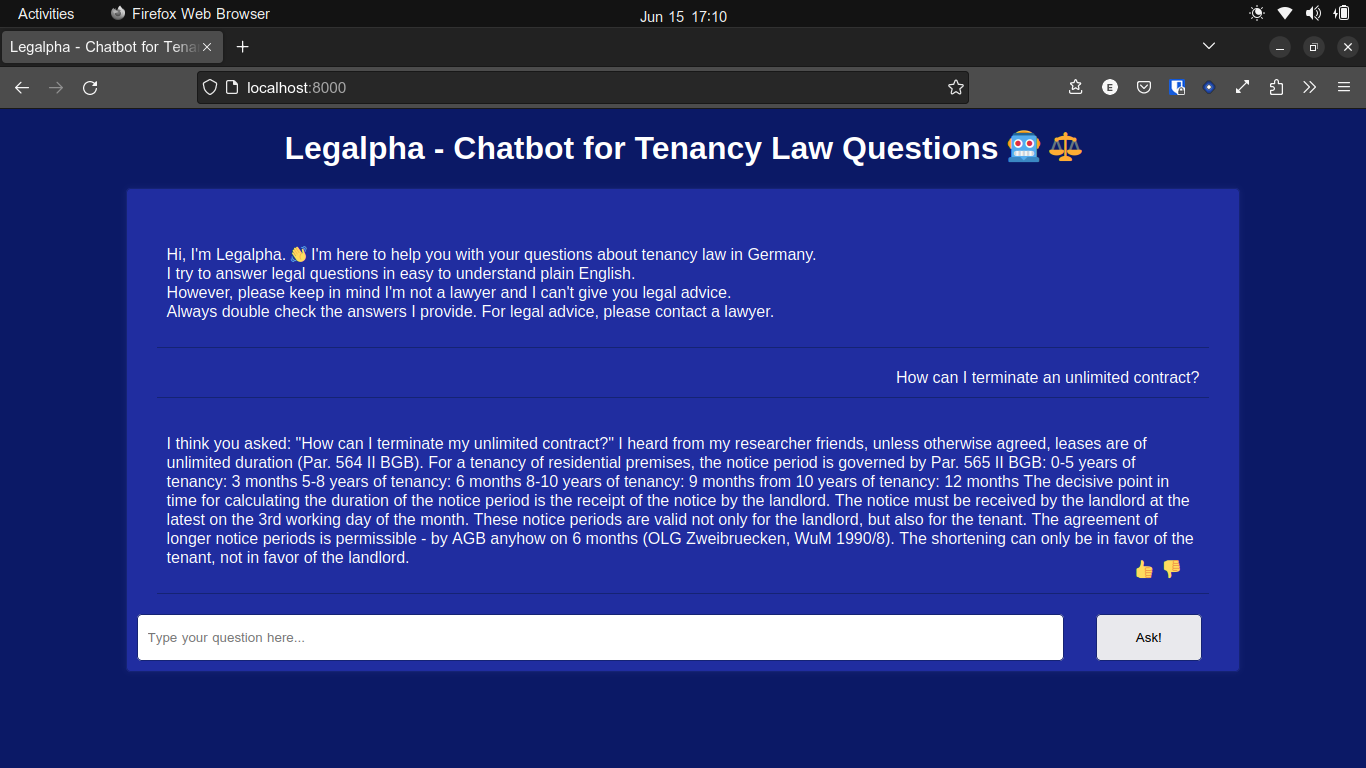 Activities
Firefox Web Browser
Jun 15 17:10
Legalpha - Chatbot for Tena
localhost:8000
E
Legalpha - Chatbot for Tenancy Law Questions
Hi, I'm Legalpha. 👋 I'm here to help you with your questions about tenancy law in Germany.
I try to answer legal questions in easy to understand plain English.
However, please keep in mind I'm not a lawyer and I can't give you legal advice.
Always double check the answers I provide. For legal advice, please contact a lawyer.
How can I terminate an unlimited contract?
I think you asked: "How can I terminate my unlimited contract?" I heard from my researcher friends, unless otherwise agreed, leases are of
unlimited duration (Par. 564 II BGB). For a tenancy of residential premises, the notice period is governed by Par. 565 II BGB: 0-5 years of
tenancy: 3 months 5-8 years of tenancy: 6 months 8-10 years of tenancy: 9 months from 10 years of tenancy: 12 months The decisive point in
time for calculating the duration of the notice period is the receipt of the notice by the landlord. The notice must be received by the landlord at the
latest on the 3rd working day of the month. These notice periods are valid not only for the landlord, but also for the tenant. The agreement of
longer notice periods is permissible - by AGB anyhow on 6 months (OLG Zweibruecken, WuM 1990/8). The shortening can only be in favor of the
tenant, not in favor of the landlord.
Type your question here...
Ask!